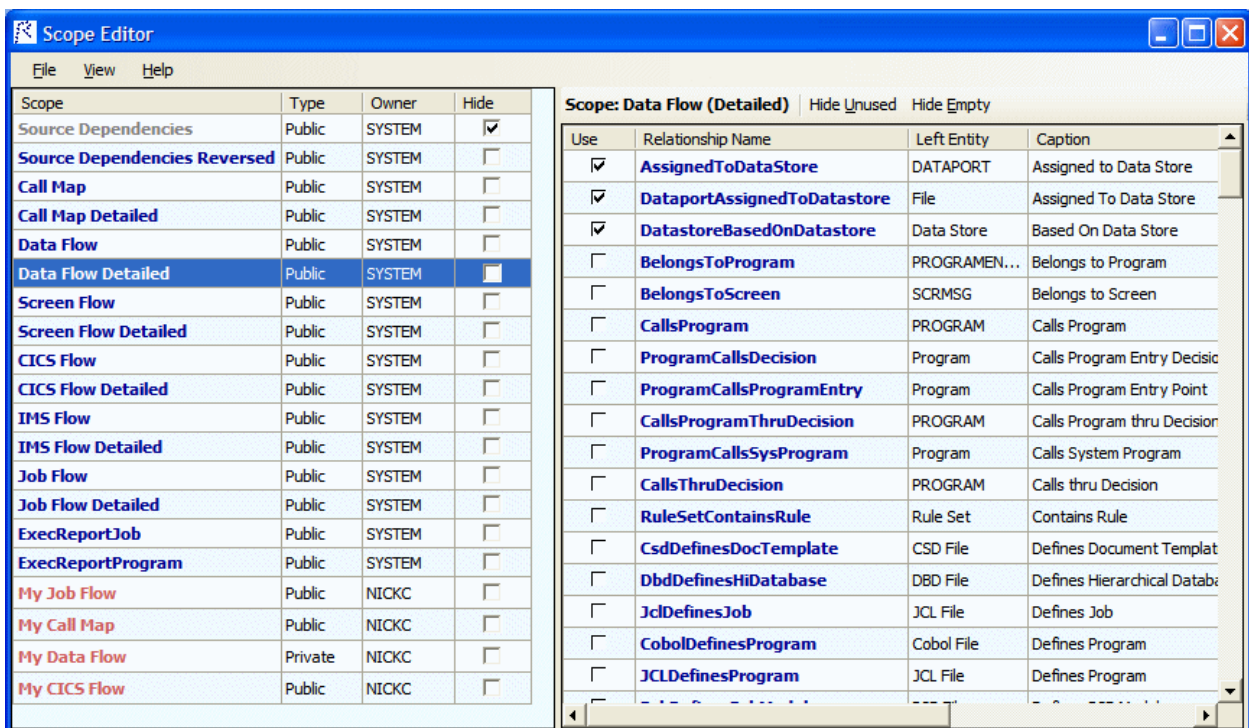 Scope Editor
File View Help
Scope Type Owner Hide
Source Dependencies Public SYSTEM
Source Dependencies Reversed Public SYSTEM
Call Map Public SYSTEM
Call Map Detailed Public SYSTEM
Data Flow Public SYSTEM
Data Flow Detailed Public SYSTEM
Screen Flow Public SYSTEM
Screen Flow Detailed Public SYSTEM
CICS Flow Public SYSTEM
CICS Flow Detailed Public SYSTEM
IMS Flow Public SYSTEM
IMS Flow Detailed Public SYSTEM
Job Flow Public SYSTEM
Job Flow Detailed Public SYSTEM
ExecReportJob Public SYSTEM
ExecReportProgram Public SYSTEM
My Job Flow Public NICKC
My Call Map Public NICKC
My Data Flow Private NICKC
My CICS Flow Public NICKC
Scope: Data Flow (Detailed) Hide Unused Hide Empty
Use Relationship Name Left Entity Caption
AssignedToDataStore DATAPORT Assigned to Data Store
DataportAssignedToDatastore File Assigned To Data Store
DatastoreBasedOnDatastore Data Store Based On Data Store
BelongsToProgram PROGRAMEN... Belongs to Program
BelongsToScreen SCRMSG Belongs to Screen
CallsProgram PROGRAM Calls Program
ProgramCallsDecision Program Calls Program Entry Decisio
ProgramCallsProgramEntry Program Calls Program Entry Point
CallsProgramThruDecision PROGRAM Calls Program thru Decision
ProgramCallsSysProgram Program Calls System Program
CallsThruDecision PROGRAM Calls thru Decision
RuleSetContainsRule Rule Set Contains Rule
CsdDefinesDocTemplate CSD File Defines Document Templat
DbdDefinesHiDatabase DBD File Defines Hierarchical Databa
JclDefinesJob JCL File Defines Job
CobolDefinesProgram Cobol File Defines Program
JCLDefinesProgram JCL File Defines Program